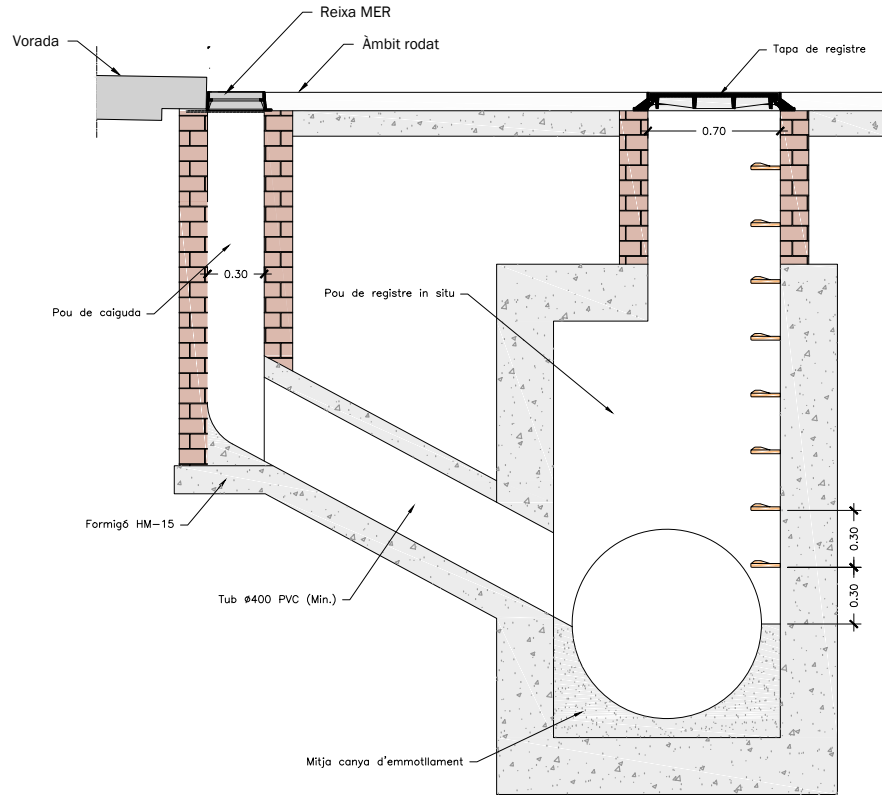 Reixa MER
Vorada
Àmbit rodat
Tapa de registre
0.70
0.30
Pou de caiguda
Pou de registre in situ
Formigó HM-15
0.30
Tub ø400 PVC (Min.)
0.30
Mitja canya d'emmotllament